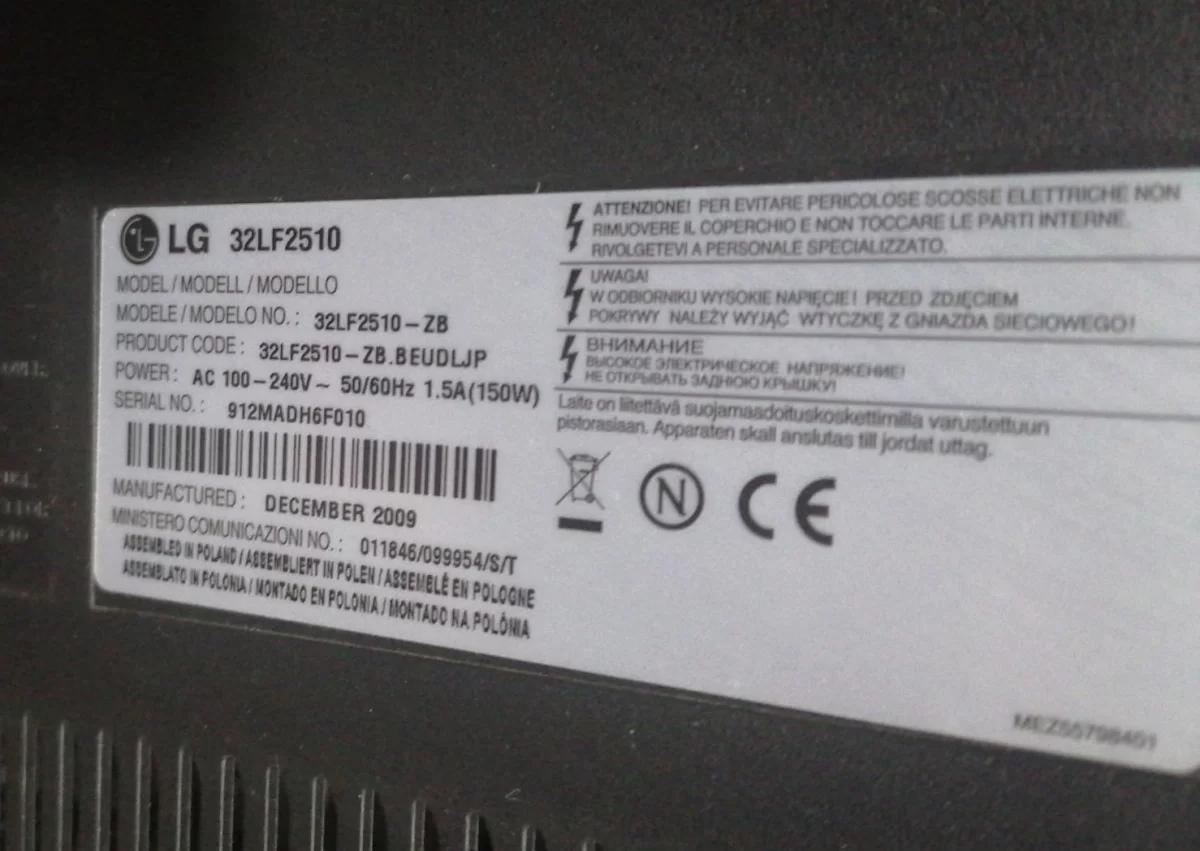 LG 32LF2510
MODEL / MODELL / MODELLO
MODELE / MODELO NO. : 32LF2510-ZB
PRODUCT CODE : 32LF2510-ZB.BEUDLJP
POWER : AC 100-240V~ 50/60Hz 1.5A(150W)
SERIAL NO. : 912MADH6F010
MANUFACTURED : DECEMBER 2009
MINISTERO COMUNICAZIONI NO. : 011846/099954/S/T
ASSEMBLED IN POLAND / ASSEMBLIERT IN POLEN / ASSEMBLÉ EN POLOGNE
ASSEMBLATO IN POLONIA / MONTADO EN POLONIA / MONTADO NA POLÔNIA
ATTENZIONE! PER EVITARE PERICOLOSE SCOSSE ELETTRICHE NON
RIMUOVERE IL COPERCHIO E NON TOCCARE LE PARTI INTERNE.
RIVOLGETEVI A PERSONALE SPECIALIZZATO.
UWAGA!
W ODBIORNIKU WYSOKIE NAPIĘCIE! PRZED ZDJĘCIEM
POKRYWY NALEŻY WYJĄĆ WTYCZKĘ Z GNIAZDA SIECIOWEGO!
ВНИМАНИЕ
ВЫСОКОЕ ЭЛЕКТРИЧЕСКОЕ НАПРЯЖЕНИЕ!
НЕ ОТКРЫВАТЬ ЗАДНЮЮ КРЫШКУ!
Laite on liitettävä suojamaadoituskoskettimilla varustettuun
pistorasiaan. Apparaten skall anslutas till jordat uttag.
N CE
MEZ55798401